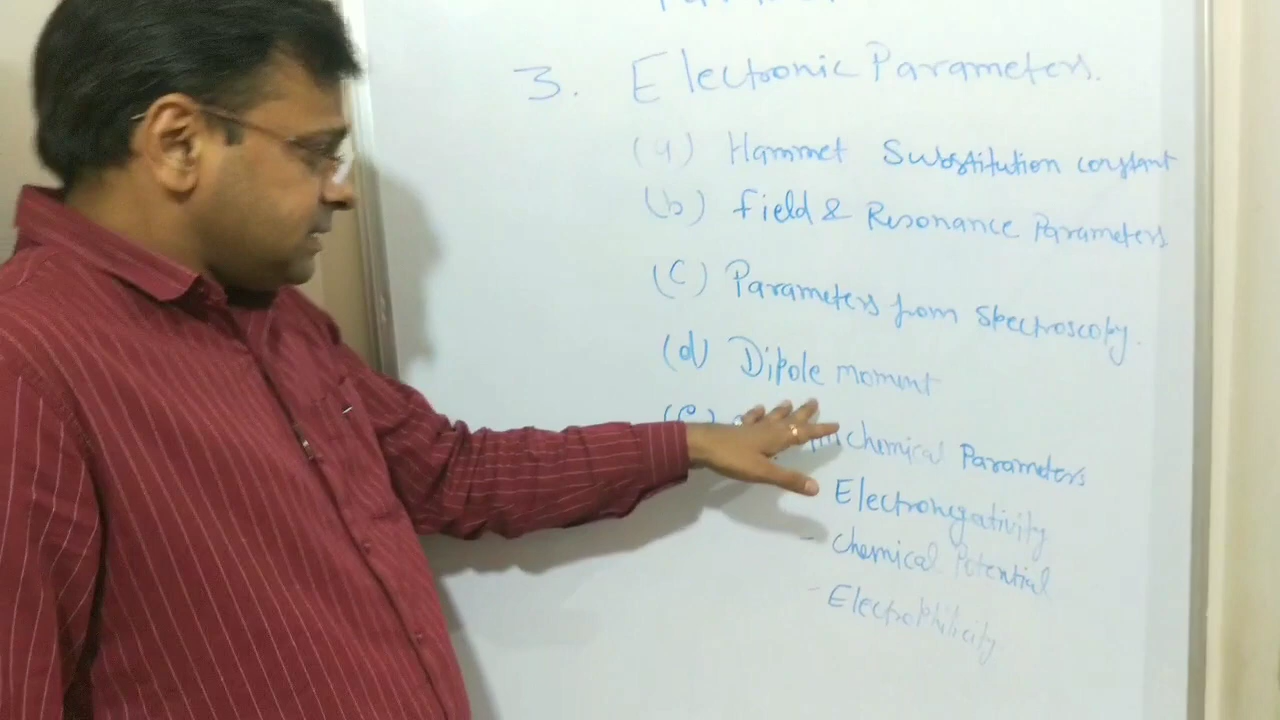 3. Electronic Parameters.
(a) Hammet Substitution constant
(b) field & Resonance Parameters
(C) Parameters from Spectroscopy.
(d) Dipole moment
(e) chemical Parameters
Electronegativity
- Chemical Potential
- Electrophilicity